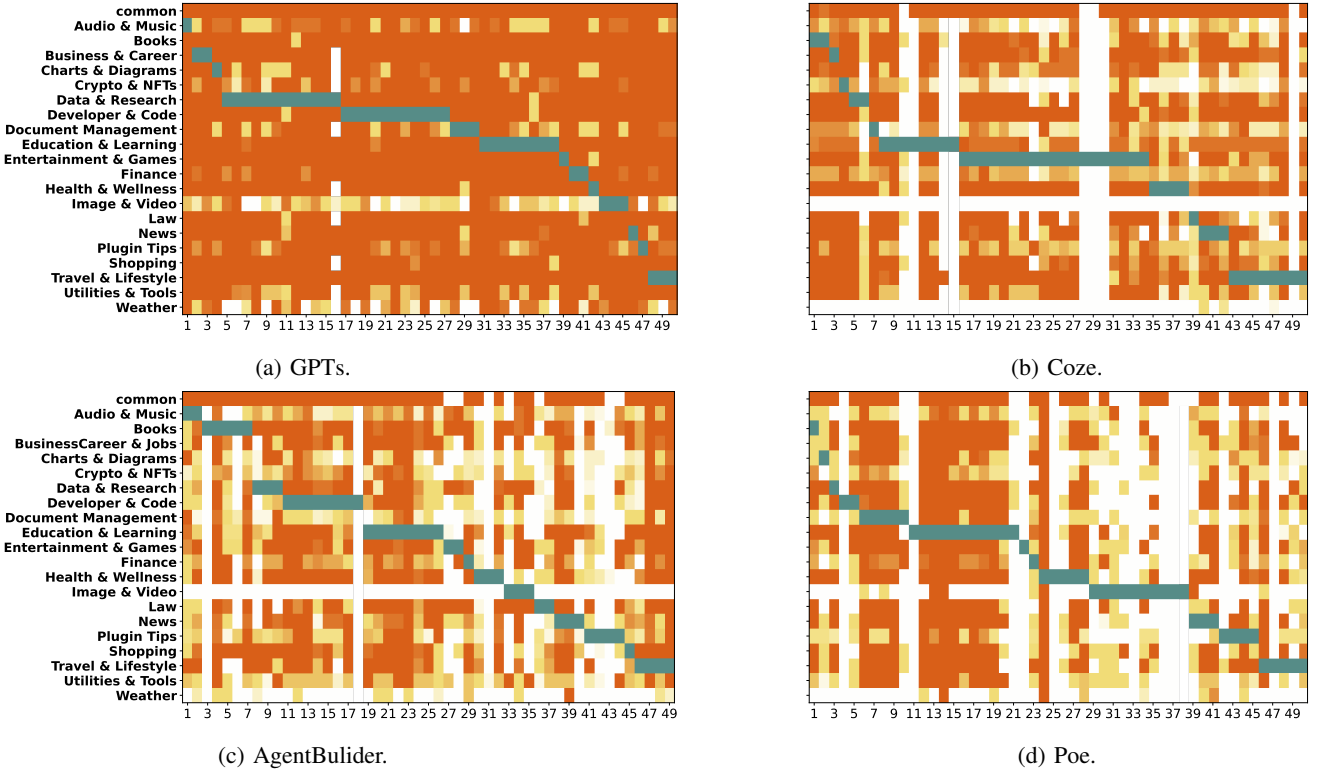 common
Audio & Music
Books
Business & Career
Charts & Diagrams
Crypto & NFTs
Data & Research
Developer & Code
Document Management
Education & Learning
Entertainment & Games
Finance
Health & Wellness
Image & Video
Law
News
Plugin Tips
Shopping
Travel & Lifestyle
Utilities & Tools
Weather
1 3 5 7 9 11 13 15 17 19 21 23 25 27 29 31 33 35 37 39 41 43 45 47 49
(a) GPTs.
1 3 5 7 9 11 13 15 17 19 21 23 25 27 29 31 33 35 37 39 41 43 45 47 49
(b) Coze.
common
Audio & Music
Books
BusinessCareer & Jobs
Charts & Diagrams
Crypto & NFTs
Data & Research
Developer & Code
Document Management
Education & Learning
Entertainment & Games
Finance
Health & Wellness
Image & Video
Law
News
Plugin Tips
Shopping
Travel & Lifestyle
Utilities & Tools
Weather
1 3 5 7 9 11 13 15 17 19 21 23 25 27 29 31 33 35 37 39 41 43 45 47 49
(c) AgentBulider.
1 3 5 7 9 11 13 15 17 19 21 23 25 27 29 31 33 35 37 39 41 43 45 47 49
(d) Poe.